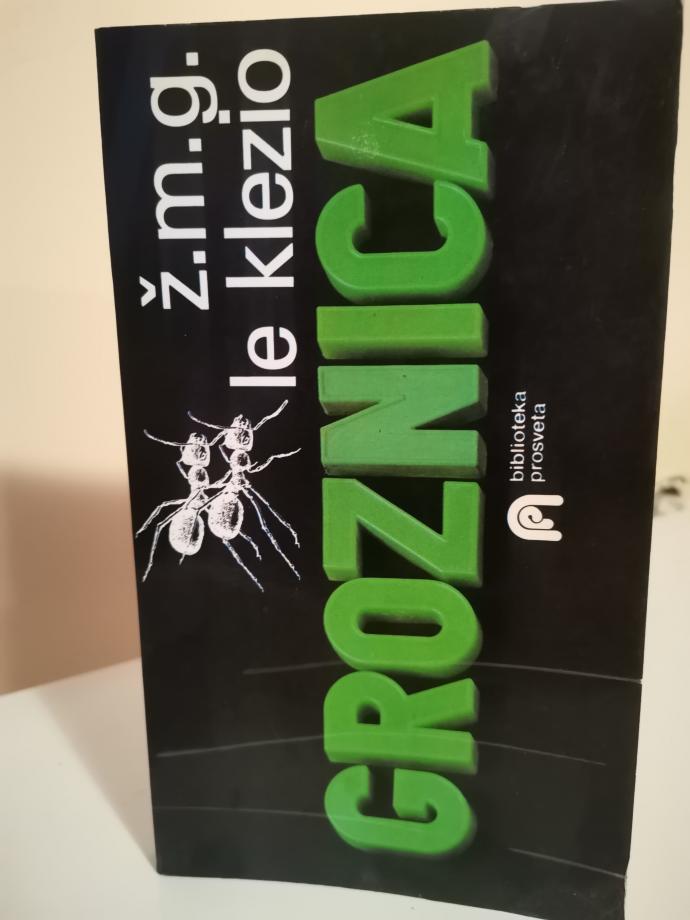 ž.m.g.
le klezio
GROZNICA
biblioteka
prosveta